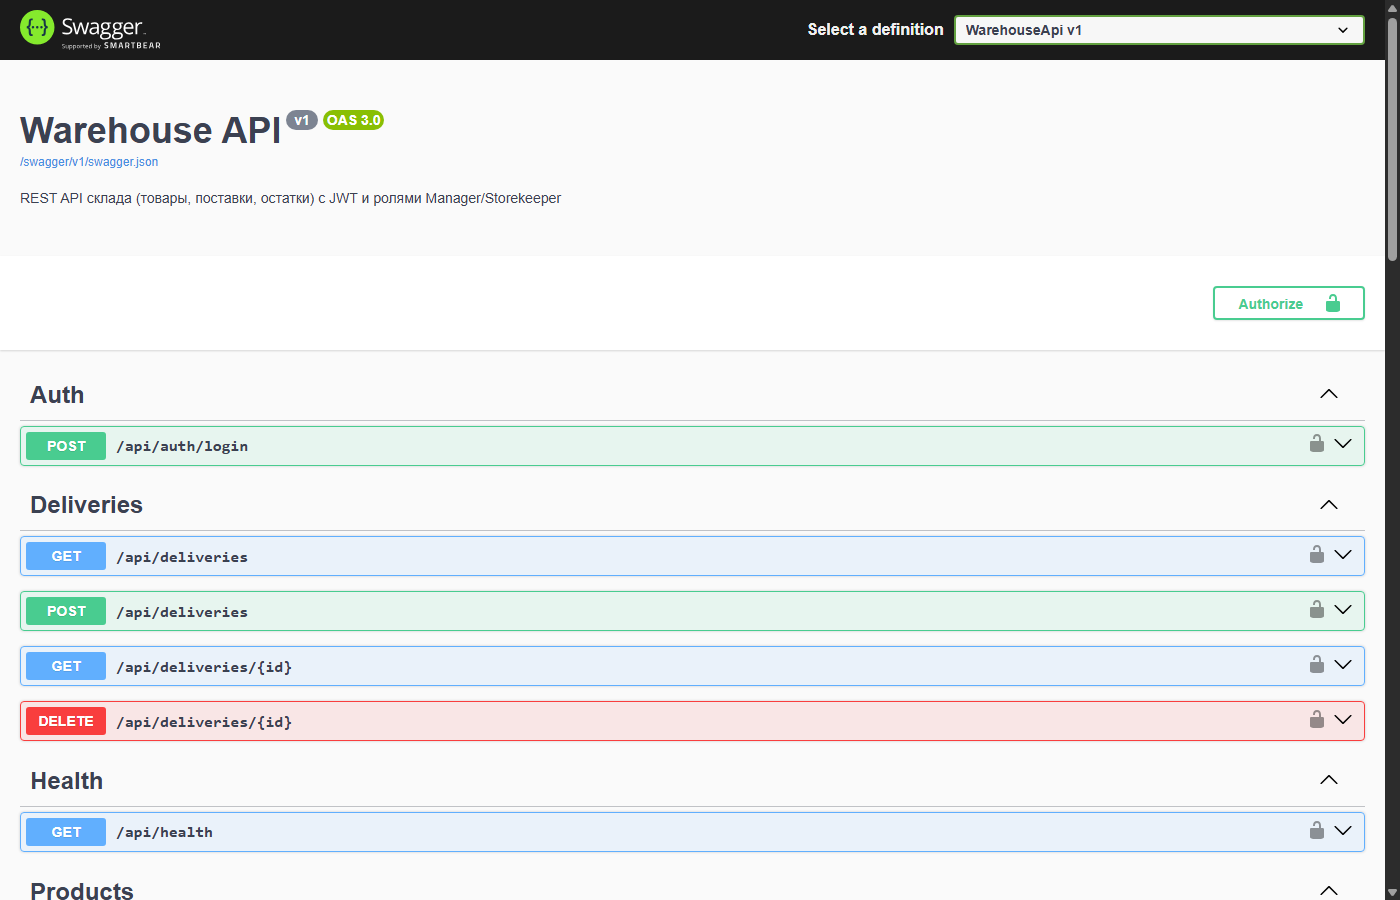 Swagger
Supported by SMARTBEAR
Select a definition
WarehouseApi v1
Warehouse API v1 OAS 3.0
/swagger/v1/swagger.json
REST API склада (товары, поставки, остатки) с JWT и ролями Manager/Storekeeper
Authorize
Auth
POST /api/auth/login
Deliveries
GET /api/deliveries
POST /api/deliveries
GET /api/deliveries/{id}
DELETE /api/deliveries/{id}
Health
GET /api/health
Products